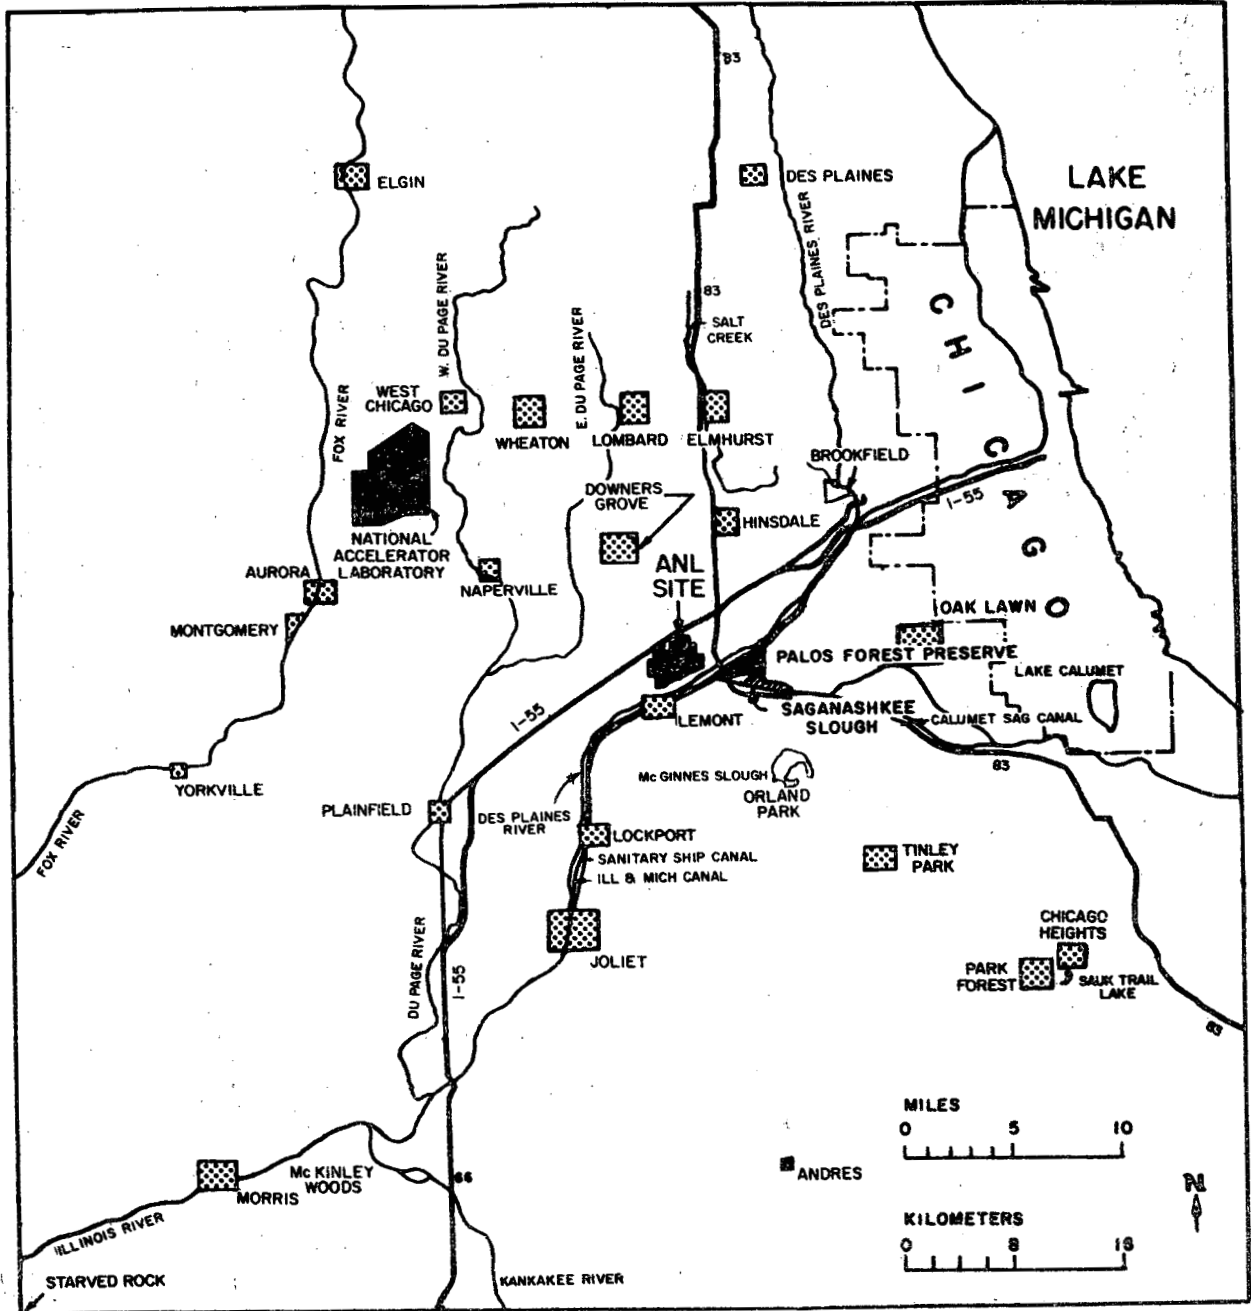 83
ELGIN
DES PLAINES
LAKE
MICHIGAN
DES PLAINES RIVER
W. DU PAGE RIVER
83
SALT
CREEK
E. DU PAGE RIVER
CHICAGO
FOX RIVER
WEST
CHICAGO
WHEATON
LOMBARD
ELMHURST
BROOKFIELD
I-55
DOWNERS
GROVE
HINSDALE
NATIONAL
ACCELERATOR
LABORATORY
AURORA
NAPERVILLE
ANL
SITE
MONTGOMERY
OAK LAWN
PALOS FOREST PRESERVE
LAKE CALUMET
I-55
LEMONT
SAGANASHKEE
SLOUGH
CALUMET SAG CANAL
83
YORKVILLE
Mc GINNES SLOUGH
ORLAND
PARK
PLAINFIELD
DES PLAINES
RIVER
FOX RIVER
LOCKPORT
SANITARY SHIP CANAL
ILL & MICH CANAL
TINLEY
PARK
CHICAGO
HEIGHTS
DU PAGE RIVER
I-55
JOLIET
PARK
FOREST
SAUK TRAIL
LAKE
83
MILES
0 5 10
ANDRES
Mc KINLEY
WOODS
66
MORRIS
N
KILOMETERS
0 8 16
ILLINOIS RIVER
STARVED ROCK
KANKAKEE RIVER